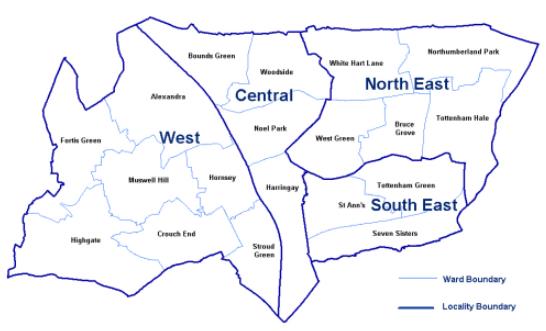 Bounds Green
White Hart Lane
Northumberland Park
Woodside
North East
Alexandra
Central
Tottenham Hale
Noel Park
Bruce
Grove
West Green
Fortis Green
West
Muswell Hill
Hornsey
Harringay
Tottenham Green
St Ann's
South East
Seven Sisters
Crouch End
Highgate
Stroud
Green
Ward Boundary
Locality Boundary